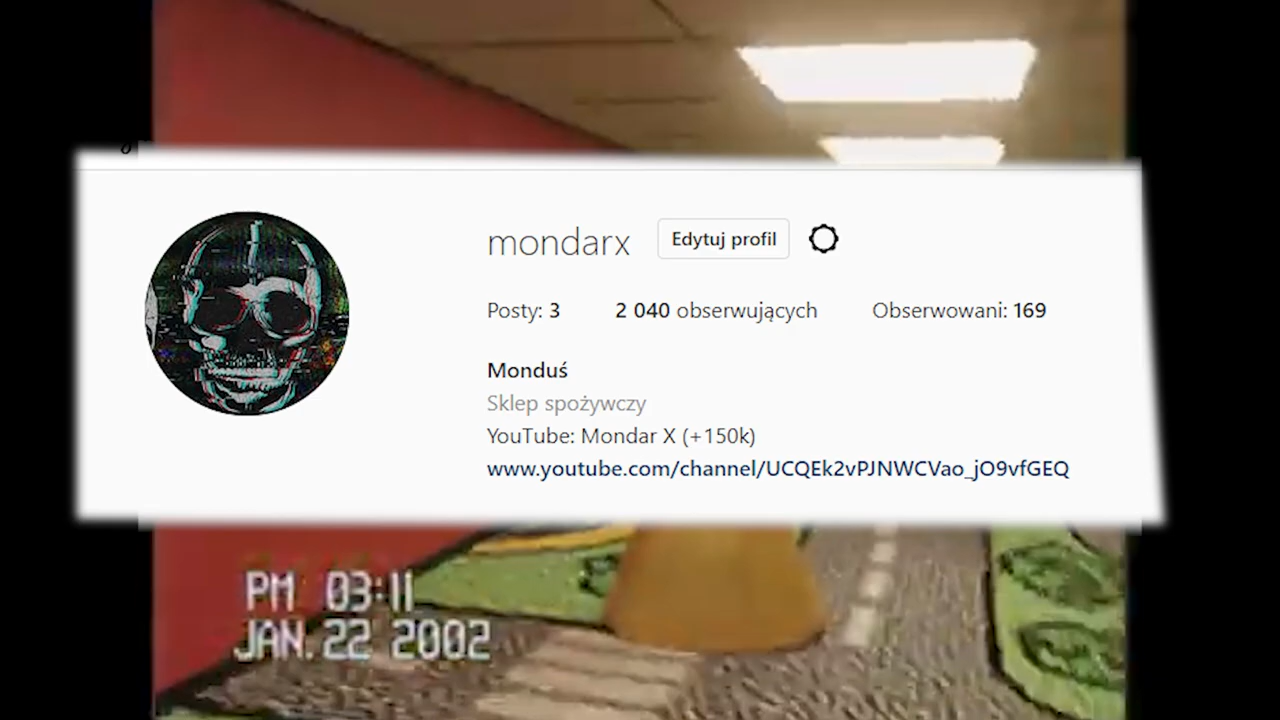 mondarx Edytuj profil
Posty: 3 2 040 obserwujących Obserwowani: 169
Monduś
Sklep spożywczy
YouTube: Mondar X (+150k)
www.youtube.com/channel/UCQEk2vPJNWCVao_jO9vfGEQ
PM 03:11
JAN. 22 2002